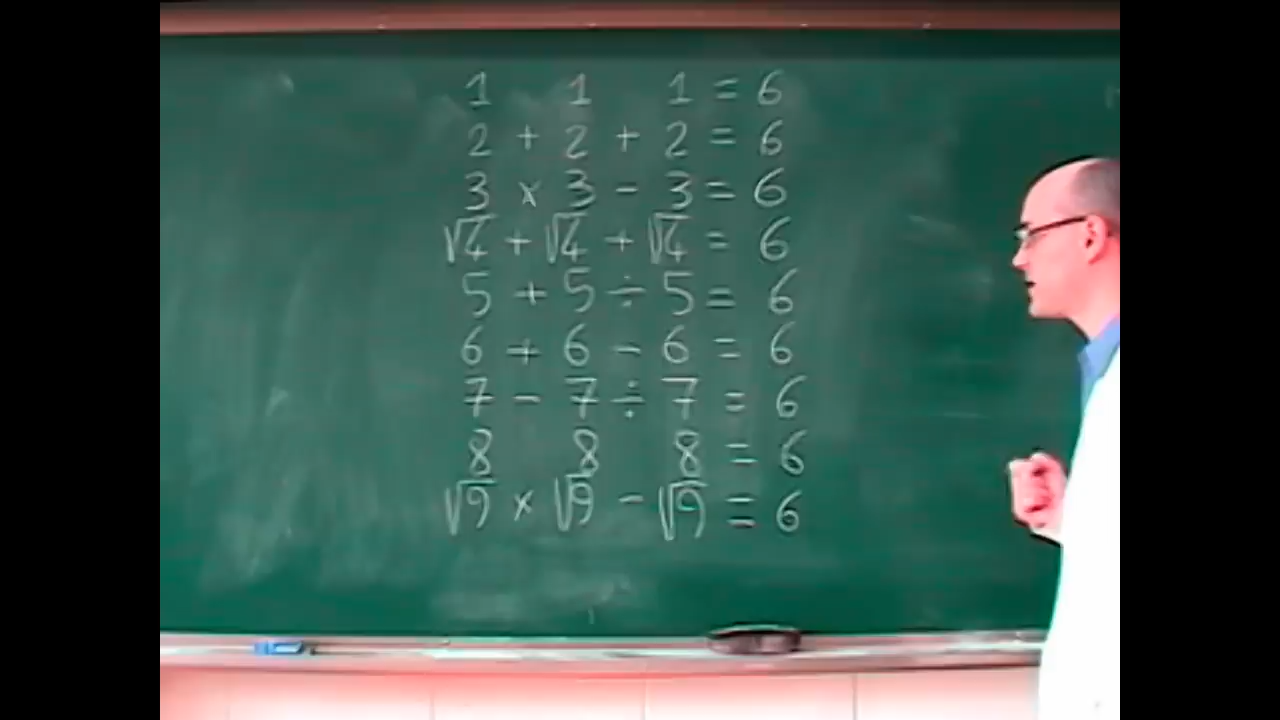 1 1 1 = 6
2 + 2 + 2 = 6
3 × 3 - 3 = 6
√4 + √4 + √4 = 6
5 + 5 ÷ 5 = 6
6 + 6 - 6 = 6
7 - 7 ÷ 7 = 6
8 8 8 = 6
√9 × √9 - √9 = 6